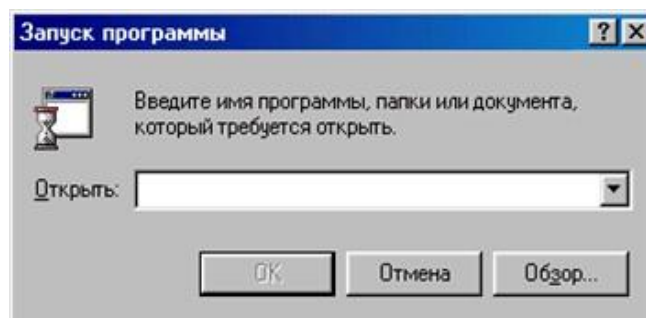 Запуск программы
Введите имя программы, папки или документа,
который требуется открыть.
Открыть:
OK
Отмена
Обзор...